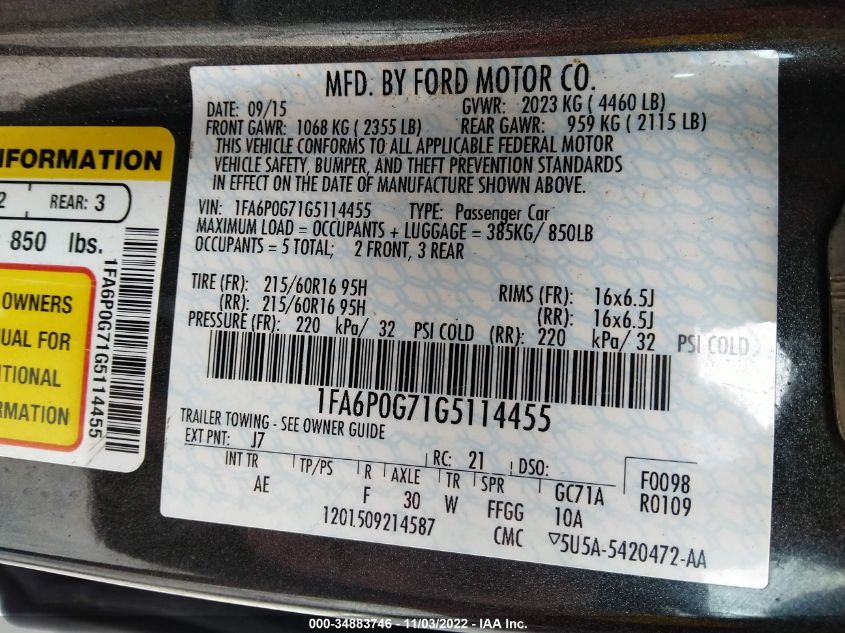 MFD. BY FORD MOTOR CO.
DATE: 09/15 GVWR: 2023 KG ( 4460 LB)
FRONT GAWR: 1068 KG ( 2355 LB) REAR GAWR: 959 KG ( 2115 LB)
THIS VEHICLE CONFORMS TO ALL APPLICABLE FEDERAL MOTOR
VEHICLE SAFETY, BUMPER, AND THEFT PREVENTION STANDARDS
IN EFFECT ON THE DATE OF MANUFACTURE SHOWN ABOVE.
VIN: 1FA6P0G71G5114455 TYPE: Passenger Car
MAXIMUM LOAD = OCCUPANTS + LUGGAGE = 385KG/ 850LB
OCCUPANTS = 5 TOTAL; 2 FRONT, 3 REAR
TIRE (FR): 215/60R16 95H RIMS (FR): 16x6.5J
(RR): 215/60R16 95H (RR): 16x6.5J
PRESSURE (FR): 220 kPa/ 32 PSI COLD (RR): 220 kPa/ 32 PSI COLD
1FA6P0G71G5114455
TRAILER TOWING - SEE OWNER GUIDE
EXT PNT: J7 RC: 21 DSO: F0098
INT TR TP/PS R AXLE TR SPR GC71A R0109
AE F 30 W FFGG 10A
1201509214587 CMC ▽5U5A-5420472-AA
INFORMATION
2 REAR: 3
850 lbs.
OWNERS
UAL FOR
ITIONAL
RMATION
1FA6P0G71G5114455
000-34883746 - 11/03/2022 - IAA Inc.